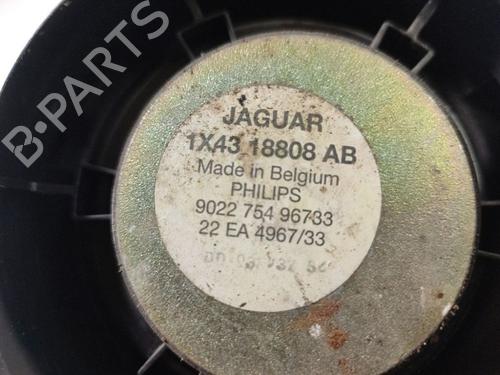 B-PARTS
JAGUAR
1X43 18808 AB
Made in Belgium
PHILIPS
9022 754 96733
22 EA 4967/33